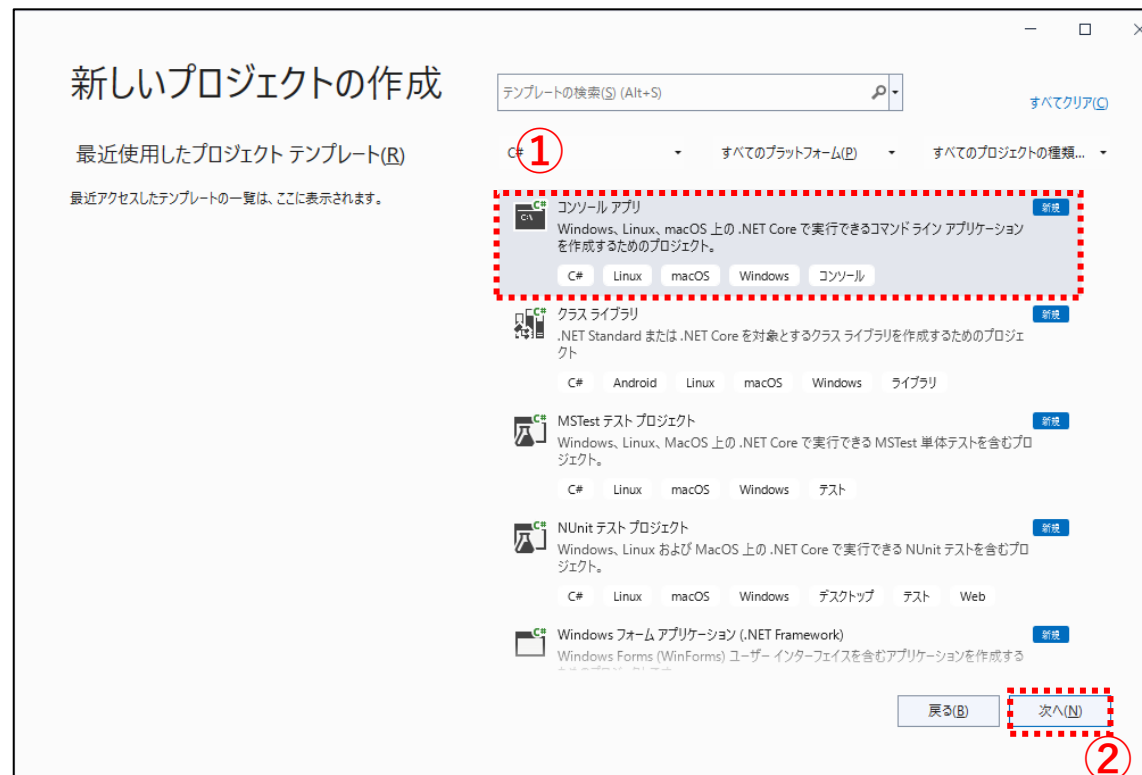 新しいプロジェクトの作成
テンプレートの検索(S) (Alt+S)
すべてクリア(C)
最近使用したプロジェクト テンプレート(R)
最近アクセスしたテンプレートの一覧は、ここに表示されます。
C#
①
すべてのプラットフォーム(P)
すべてのプロジェクトの種類...
C#
C:\
コンソール アプリ
新規
Windows、Linux、macOS 上の .NET Core で実行できるコマンド ライン アプリケーション
を作成するためのプロジェクト。
C# Linux macOS Windows コンソール
C#
クラス ライブラリ
新規
.NET Standard または .NET Core を対象とするクラス ライブラリを作成するためのプロジェ
クト
C# Android Linux macOS Windows ライブラリ
C#
MSTest テスト プロジェクト
新規
Windows、Linux、MacOS 上の .NET Core で実行できる MSTest 単体テストを含むプロ
ジェクト。
C# Linux macOS Windows テスト
C#
NUnit テスト プロジェクト
新規
Windows、Linux および MacOS 上の .NET Core で実行できる NUnit テストを含むプロ
ジェクト。
C# Linux macOS Windows デスクトップ テスト Web
C#
Windows フォーム アプリケーション (.NET Framework)
新規
Windows Forms (WinForms) ユーザー インターフェイスを含むアプリケーションを作成する
戻る(B)
次へ(N)
②